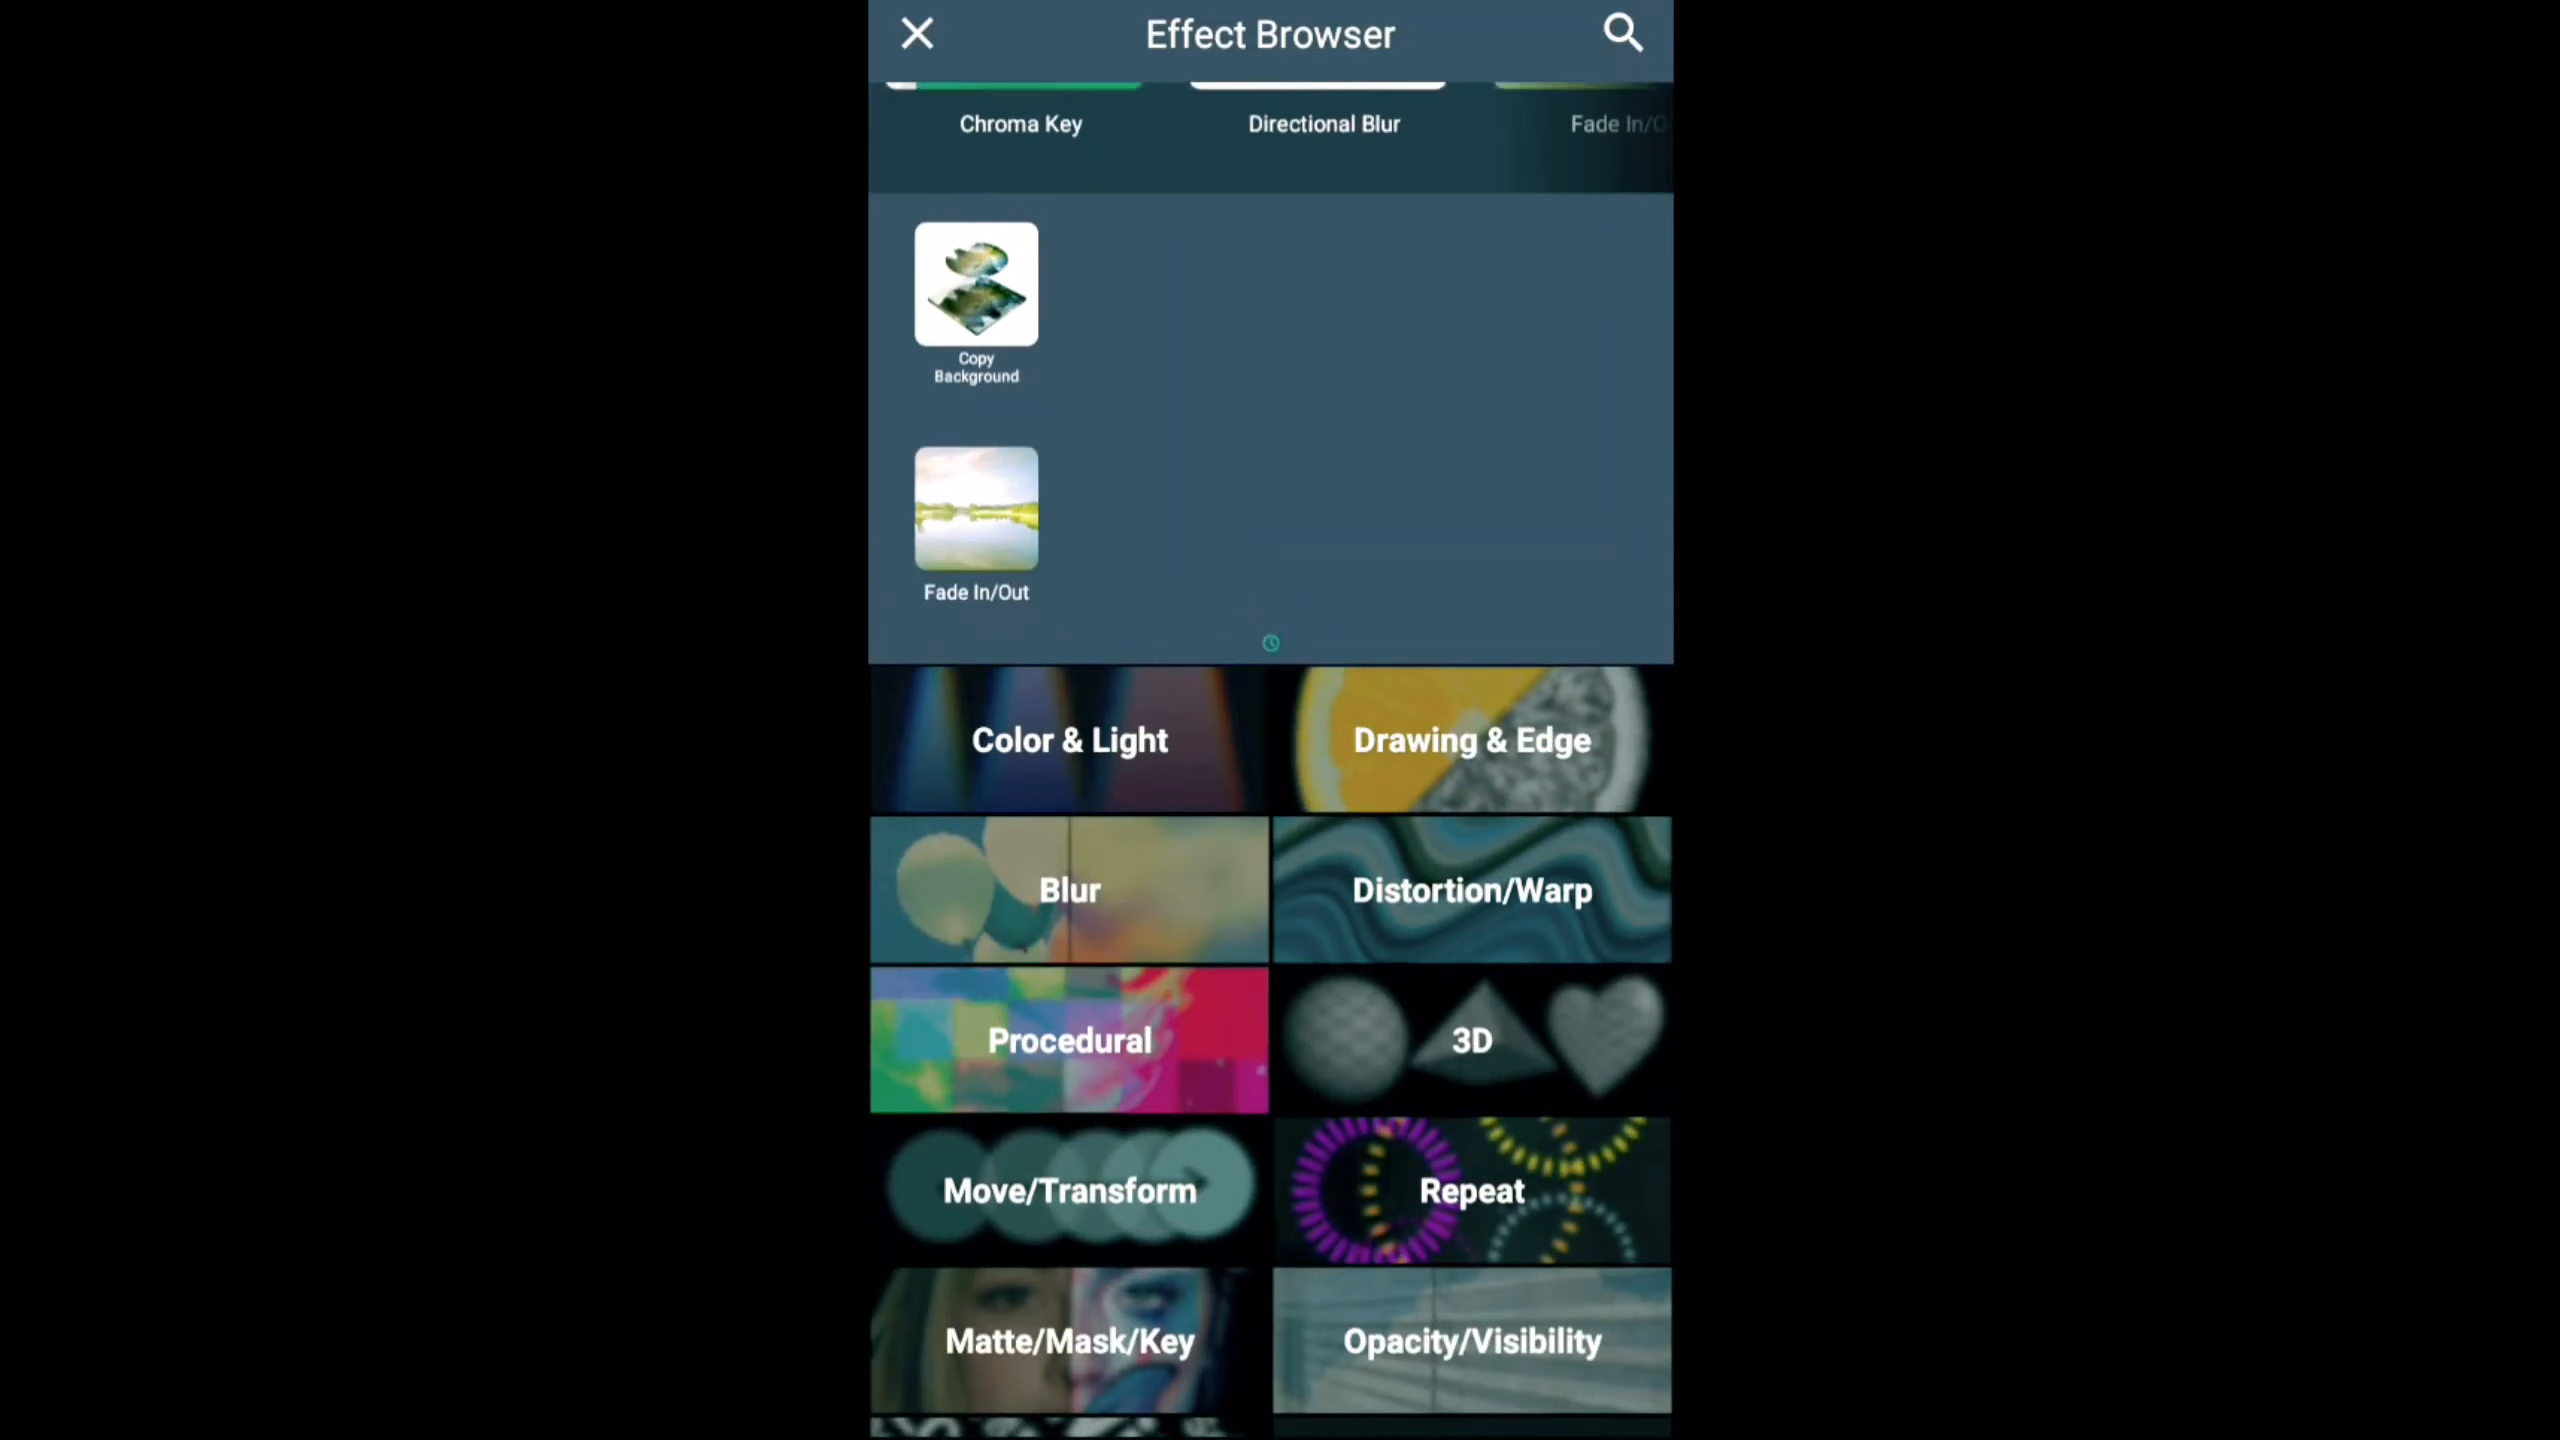 Effect Browser
Chroma Key
Directional Blur
Fade In/O
Copy
Background
Fade In/Out
Color & Light
Drawing & Edge
Blur
Distortion/Warp
Procedural
3D
Move/Transform
Repeat
Matte/Mask/Key
Opacity/Visibility